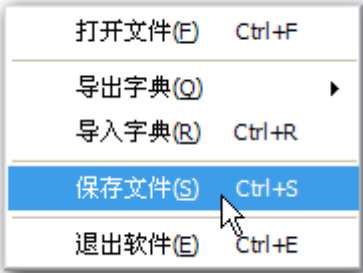 打开文件(F) Ctrl+F
导出字典(Q)
导入字典(R) Ctrl+R
保存文件(S) Ctrl+S
退出软件(E) Ctrl+E